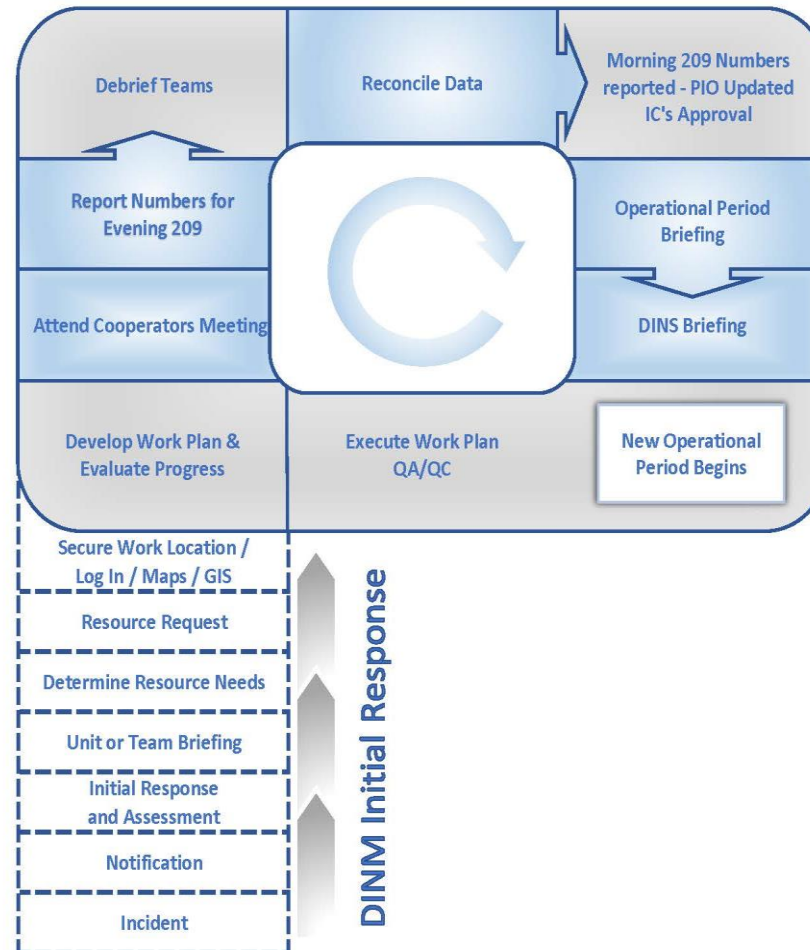 Debrief Teams
Reconcile Data
Morning 209 Numbers
reported - PIO Updated
IC's Approval
Report Numbers for
Evening 209
Operational Period
Briefing
Attend Cooperators Meeting
DINS Briefing
Develop Work Plan &
Evaluate Progress
Execute Work Plan
QA/QC
New Operational
Period Begins
Secure Work Location /
Log In / Maps / GIS
Resource Request
Determine Resource Needs
Unit or Team Briefing
Initial Response
and Assessment
Notification
Incident
DINM Initial Response